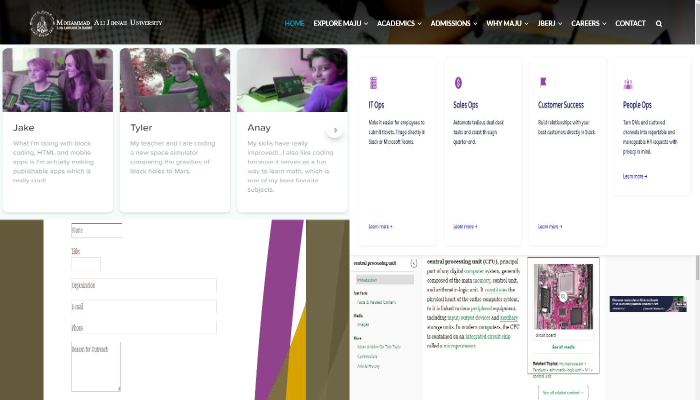 MOHAMMAD ALI JINNAH UNIVERSITY
HOME EXPLORE MAJU ACADEMICS ADMISSIONS WHY MAJU JBERJ CAREERS CONTACT
Jake
What I'm doing with block
coding, HTML and mobile
apps is I'm actually making
publishable apps which is
really cool!
Tyler
My teacher and I are coding
a new space simulator
comparing the gravities of
black holes to Mars.
Anay
My skills have really
improved!...I also like coding
because it serves as a fun
way to learn math, which is
one of my least favorite
subjects.
IT Ops
Make it easier for employees to
submit tickets. Triage directly in
Slack or Microsoft Teams.
Learn more →
Sales Ops
Automate tedious deal desk
tasks and coast through
quarter-end.
Learn more →
Customer Success
Build relationships with your
best customers directly in Slack.
Learn more →
People Ops
Turn DMs and cluttered
channels into reportable and
manageable HR requests with
privacy in mind.
Learn more →
Name
Title
Organization
E-mail
Phone
Reason for Outreach
central processing unit
Introduction
Fast Facts
Facts & Related Content
Media
Images
More
More Articles On This Topic
Contributors
Article History
central processing unit (CPU), principal
part of any digital computer system, generally
composed of the main memory, control unit,
and arithmetic-logic unit. It constitutes the
physical heart of the entire computer system;
to it is linked various peripheral equipment,
including input/output devices and auxiliary
storage units. In modern computers, the CPU
is contained on an integrated circuit chip
called a microprocessor.
circuit board
See all media
Related Topics: microprocessor •
control unit
See all related content →